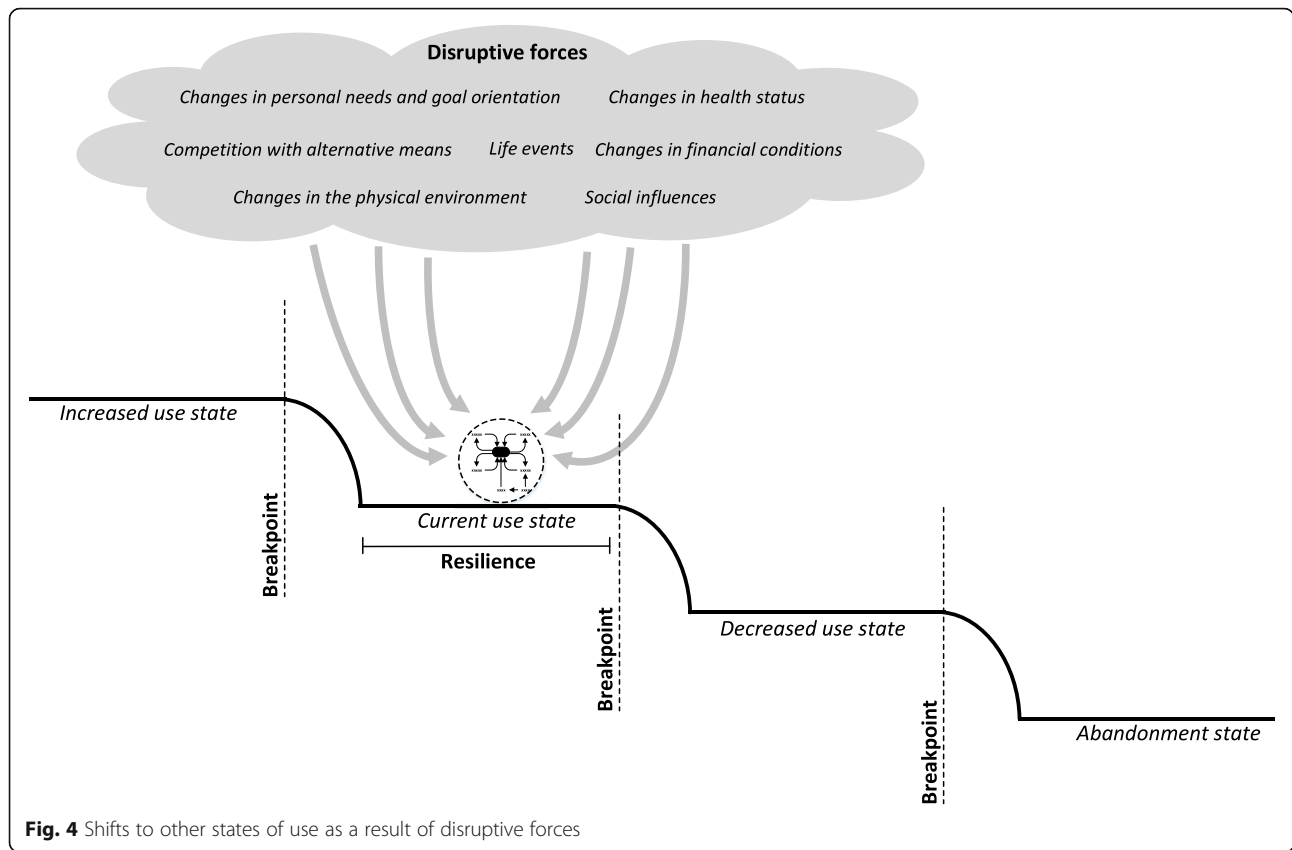 Disruptive forces
Changes in personal needs and goal orientation
Changes in health status
Competition with alternative means
Life events
Changes in financial conditions
Changes in the physical environment
Social influences
Increased use state
Breakpoint
Current use state
Resilience
Breakpoint
Decreased use state
Breakpoint
Abandonment state
Fig. 4 Shifts to other states of use as a result of disruptive forces